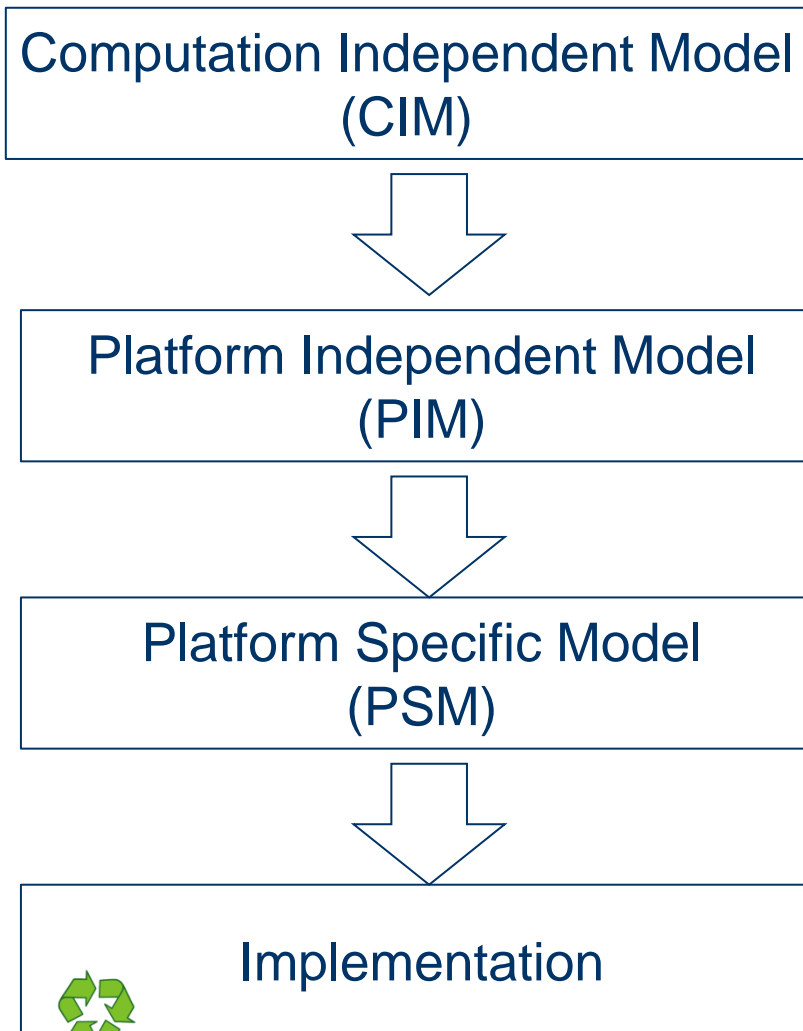 Computation Independent Model
(CIM)
Platform Independent Model
(PIM)
Platform Specific Model
(PSM)
Implementation